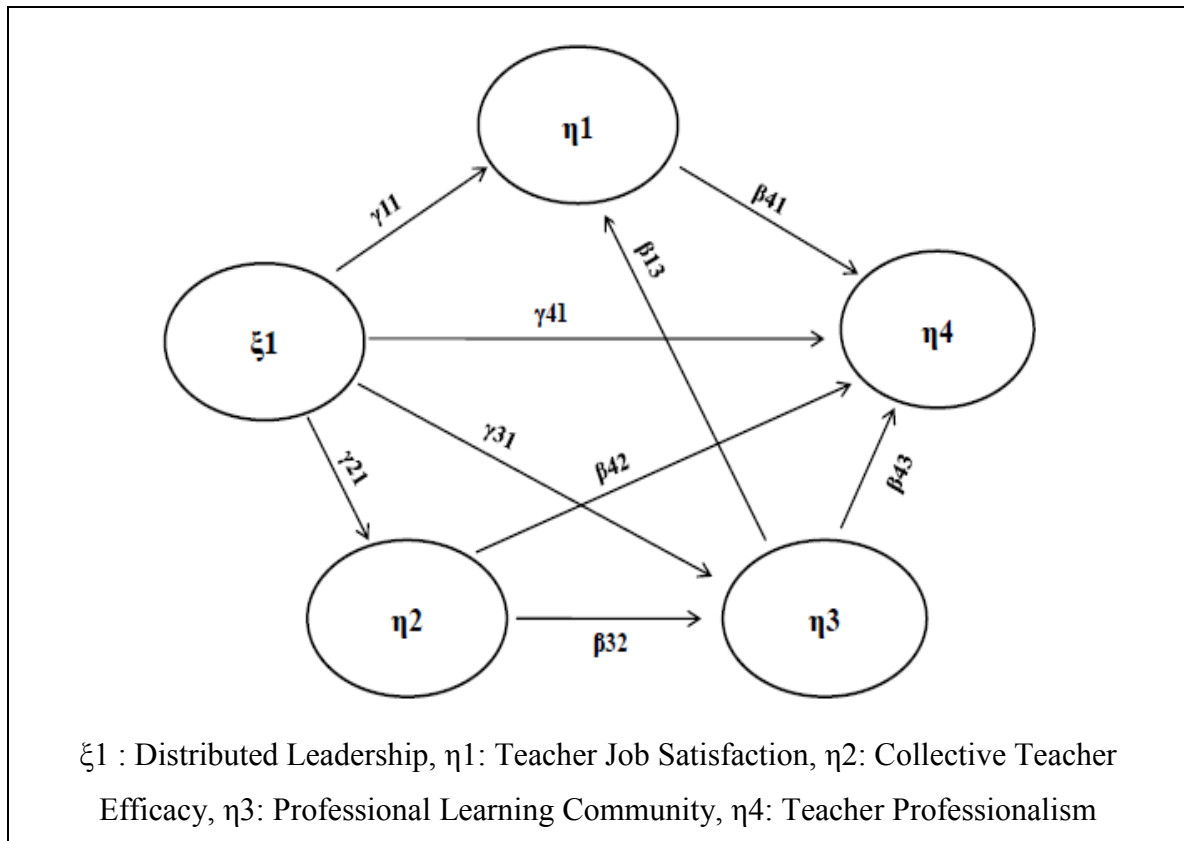 η1
γ11
β41
β13
ξ1
γ41
η4
γ31
γ21
β42
β43
η2
β32
η3
ξ1 : Distributed Leadership, η1: Teacher Job Satisfaction, η2: Collective Teacher
Efficacy, η3: Professional Learning Community, η4: Teacher Professionalism